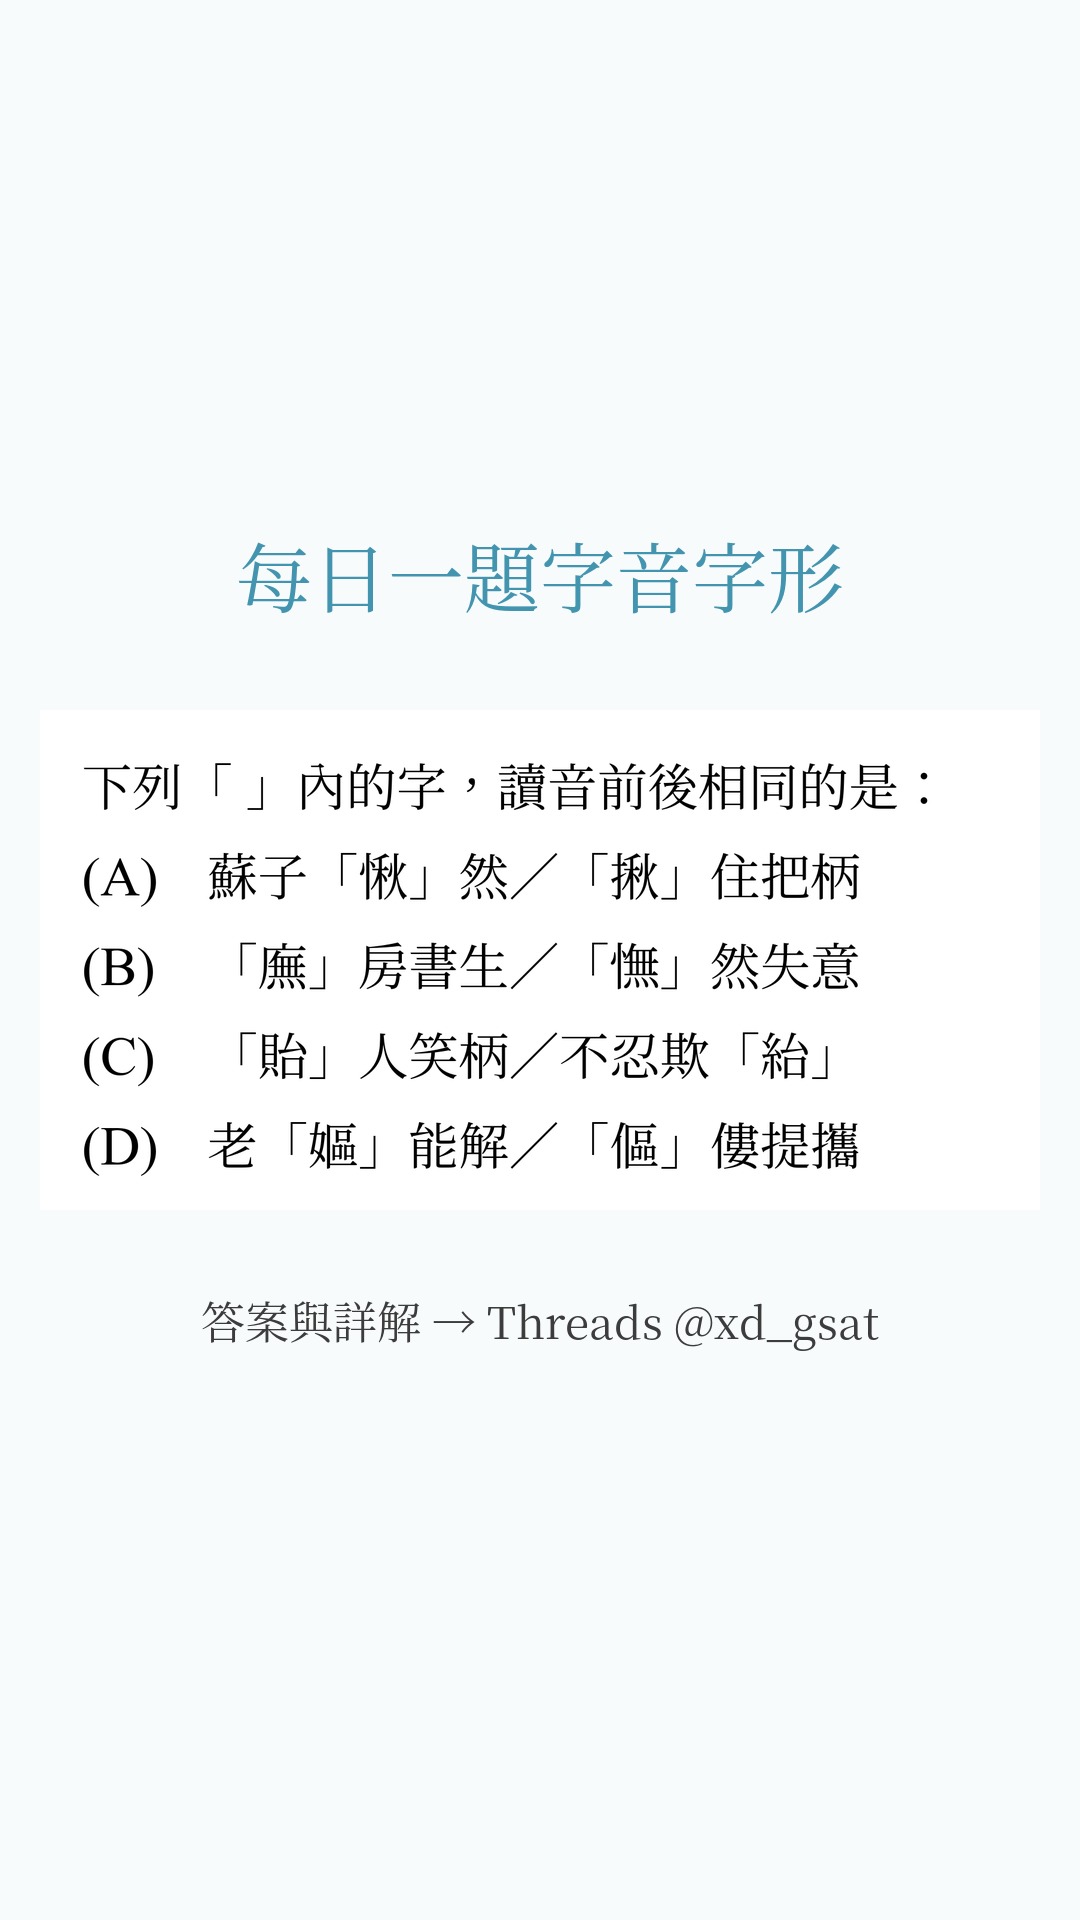 每日一題字音字形
下列「 」內的字，讀音前後相同的是：
(A) 蘇子「愀」然／「揪」住把柄
(B) 「廡」房書生／「憮」然失意
(C) 「貽」人笑柄／不忍欺「紿」
(D) 老「嫗」能解／「傴」僂提攜
答案與詳解 → Threads @xd_gsat